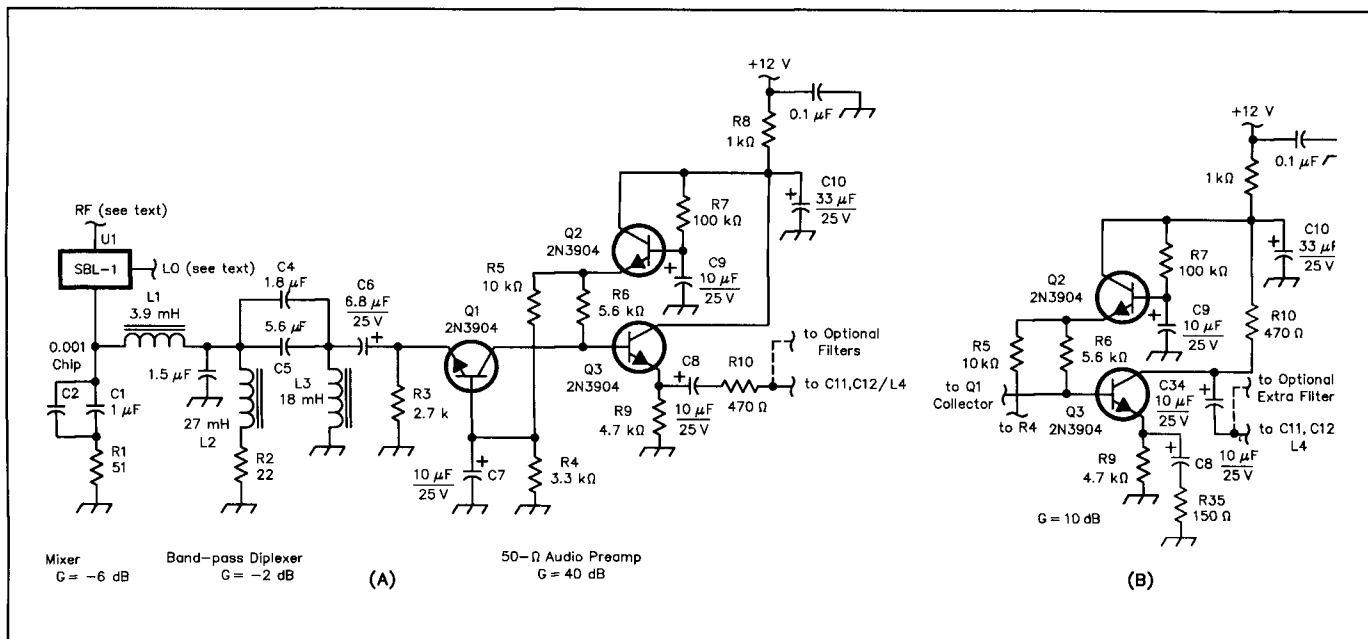 +12 V
0.1 µF
R8
1 kΩ
C10
33 µF
25 V
R7
100 kΩ
Q2
2N3904
C9
10 µF
25 V
RF (see text)
U1
SBL-1
LO (see text)
L1
3.9 mH
C4
1.8 µF
5.6 µF
C5
C6
6.8 µF
25 V
R5
10 kΩ
R6
5.6 kΩ
Q1
2N3904
Q3
2N3904
0.001
Chip
C2
C1
1 µF
R1
51
1.5 µF
27 mH
L2
R2
22
L3
18 mH
R3
2.7 k
10 µF
25 V
C7
R4
3.3 kΩ
R9
4.7 kΩ
C8
10 µF
25 V
R10
470 Ω
to Optional
Filters
to C11,C12/L4
Mixer
G = -6 dB
Band-pass Diplexer
G = -2 dB
50-Ω Audio Preamp
G = 40 dB
(A)
+12 V
0.1 µF
1 kΩ
C10
33 µF
25 V
R7
100 kΩ
Q2
2N3904
C9
10 µF
25 V
R10
470 Ω
R5
10 kΩ
R6
5.6 kΩ
to Q1
Collector
to R4
Q3
2N3904
C34
10 µF
25 V
to Optional
Extra Filter
to C11, C12
L4
R9
4.7 kΩ
10 µF
25 V
C8
R35
150 Ω
G = 10 dB
(B)